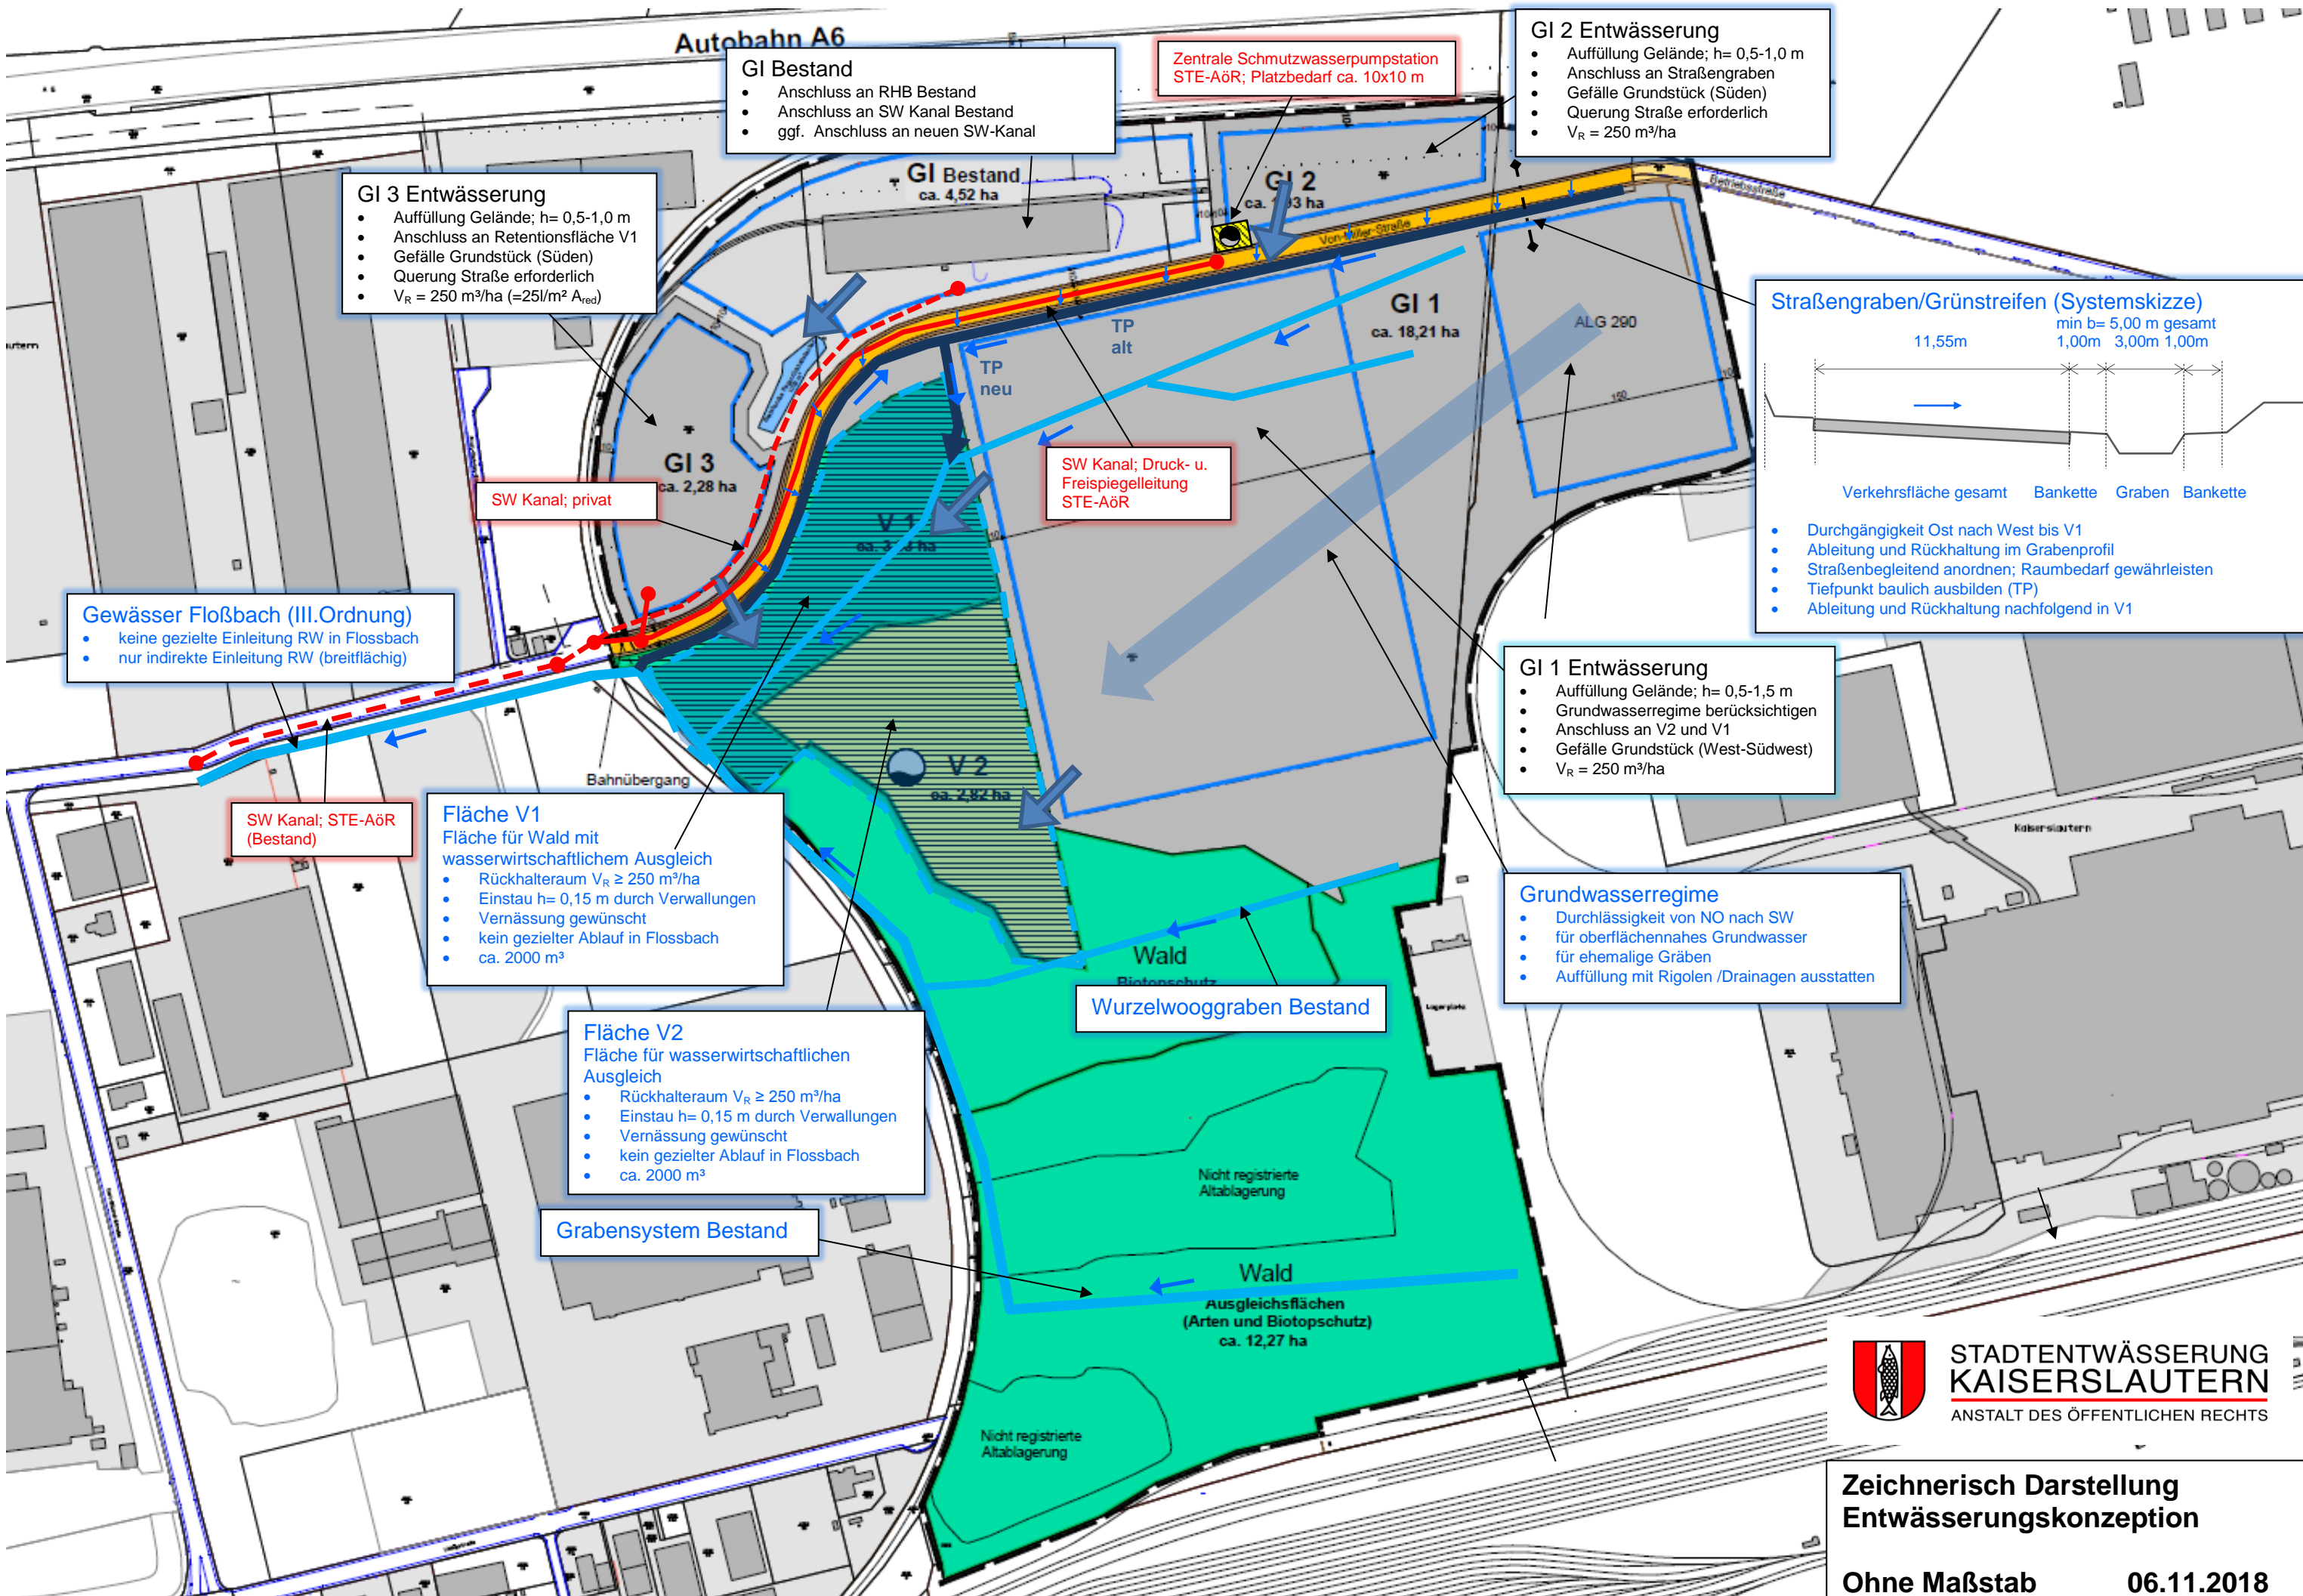 Autobahn A6
GI Bestand
• Anschluss an RHB Bestand
• Anschluss an SW Kanal Bestand
• ggf. Anschluss an neuen SW-Kanal
Zentrale Schmutzwasserpumpstation
STE-AöR; Platzbedarf ca. 10x10 m
GI 2 Entwässerung
• Auffüllung Gelände; h= 0,5-1,0 m
• Anschluss an Straßengraben
• Gefälle Grundstück (Süden)
• Querung Straße erforderlich
• VR = 250 m³/ha
GI 3 Entwässerung
• Auffüllung Gelände; h= 0,5-1,0 m
• Anschluss an Retentionsfläche V1
• Gefälle Grundstück (Süden)
• Querung Straße erforderlich
• VR = 250 m³/ha (=25l/m² Ared)
GI Bestand
ca. 4,52 ha
GI 2
ca. 93 ha
Von-Miller-Straße
Betriebsstraße
GI 1
ca. 18,21 ha
ALG 290
150
TP
alt
TP
neu
GI 3
ca. 2,28 ha
SW Kanal; privat
SW Kanal; Druck- u.
Freispiegelleitung
STE-AöR
Straßengraben/Grünstreifen (Systemskizze)
min b= 5,00 m gesamt
11,55m 1,00m 3,00m 1,00m
Verkehrsfläche gesamt Bankette Graben Bankette
• Durchgängigkeit Ost nach West bis V1
• Ableitung und Rückhaltung im Grabenprofil
• Straßenbegleitend anordnen; Raumbedarf gewährleisten
• Tiefpunkt baulich ausbilden (TP)
• Ableitung und Rückhaltung nachfolgend in V1
V 1
Gewässer Floßbach (III.Ordnung)
• keine gezielte Einleitung RW in Flossbach
• nur indirekte Einleitung RW (breitflächig)
GI 1 Entwässerung
• Auffüllung Gelände; h= 0,5-1,5 m
• Grundwasserregime berücksichtigen
• Anschluss an V2 und V1
• Gefälle Grundstück (West-Südwest)
• VR = 250 m³/ha
Bahnübergang
V 2
ca. 2,82 ha
SW Kanal; STE-AöR
(Bestand)
Fläche V1
Fläche für Wald mit
wasserwirtschaftlichem Ausgleich
• Rückhalteraum VR ≥ 250 m³/ha
• Einstau h= 0,15 m durch Verwallungen
• Vernässung gewünscht
• kein gezielter Ablauf in Flossbach
• ca. 2000 m³
Kaiserslautern
Grundwasserregime
• Durchlässigkeit von NO nach SW
• für oberflächennahes Grundwasser
• für ehemalige Gräben
• Auffüllung mit Rigolen /Drainagen ausstatten
Wald
Biotopschutz
Lagerplatz
Wurzelwooggraben Bestand
Fläche V2
Fläche für wasserwirtschaftlichen
Ausgleich
• Rückhalteraum VR ≥ 250 m³/ha
• Einstau h= 0,15 m durch Verwallungen
• Vernässung gewünscht
• kein gezielter Ablauf in Flossbach
• ca. 2000 m³
Nicht registrierte
Altablagerung
Grabensystem Bestand
Wald
Ausgleichsflächen
(Arten und Biotopschutz)
ca. 12,27 ha
Nicht registrierte
Altablagerung
STADTENTWÄSSERUNG
KAISERSLAUTERN
ANSTALT DES ÖFFENTLICHEN RECHTS
Zeichnerisch Darstellung
Entwässerungskonzeption
Ohne Maßstab 06.11.2018